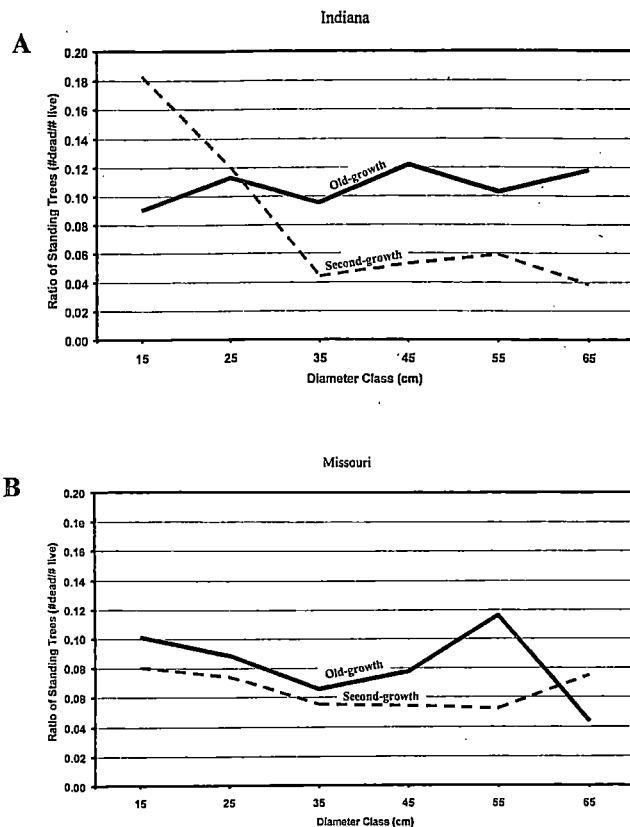 Indiana
A
Ratio of Standing Trees (#dead/# live)
0.20
0.18
0.16
0.14
0.12
0.10
0.08
0.06
0.04
0.02
0.00
Old-growth
Second-growth
15 25 35 45 55 65
Diameter Class (cm)
Missouri
B
Ratio of Standing Trees (#dead/# live)
0.20
0.18
0.16
0.14
0.12
0.10
0.08
0.06
0.04
0.02
0.00
Old-growth
Second-growth
15 25 35 45 55 65
Diameter Class (cm)